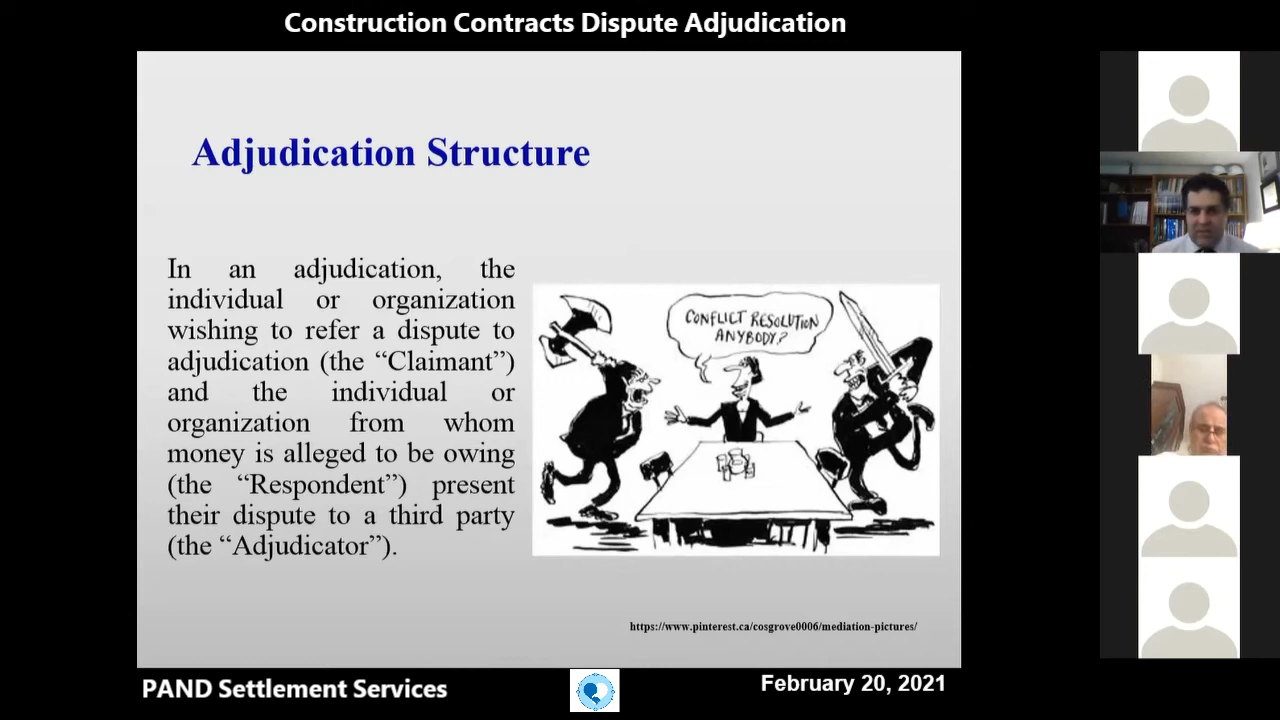 Construction Contracts Dispute Adjudication
Adjudication Structure
In an adjudication, the
individual or organization
wishing to refer a dispute to
adjudication (the “Claimant”)
and the individual or
organization from whom
money is alleged to be owing
(the “Respondent”) present
their dispute to a third party
(the “Adjudicator”).
CONFLICT RESOLUTION
ANYBODY?
https://www.pinterest.ca/cosgrove0006/mediation-pictures/
PAND Settlement Services
February 20, 2021